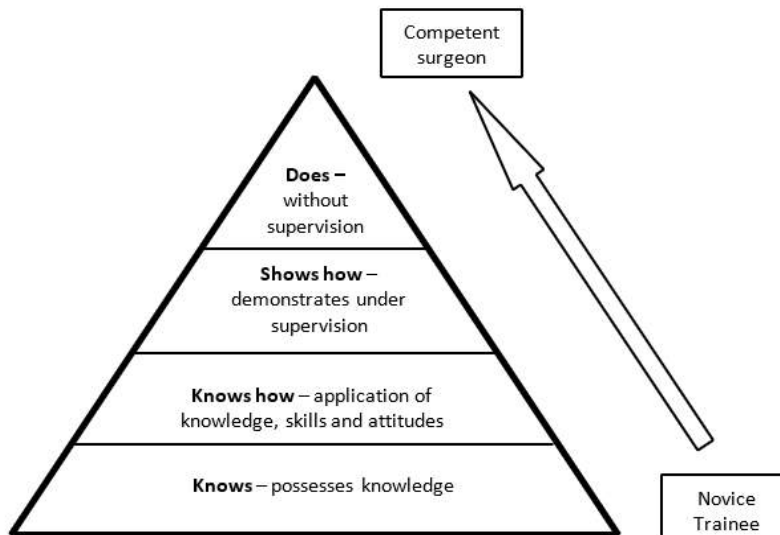 Competent
surgeon
Does –
without
supervision
Shows how –
demonstrates under
supervision
Knows how – application of
knowledge, skills and attitudes
Knows – possesses knowledge
Novice
Trainee